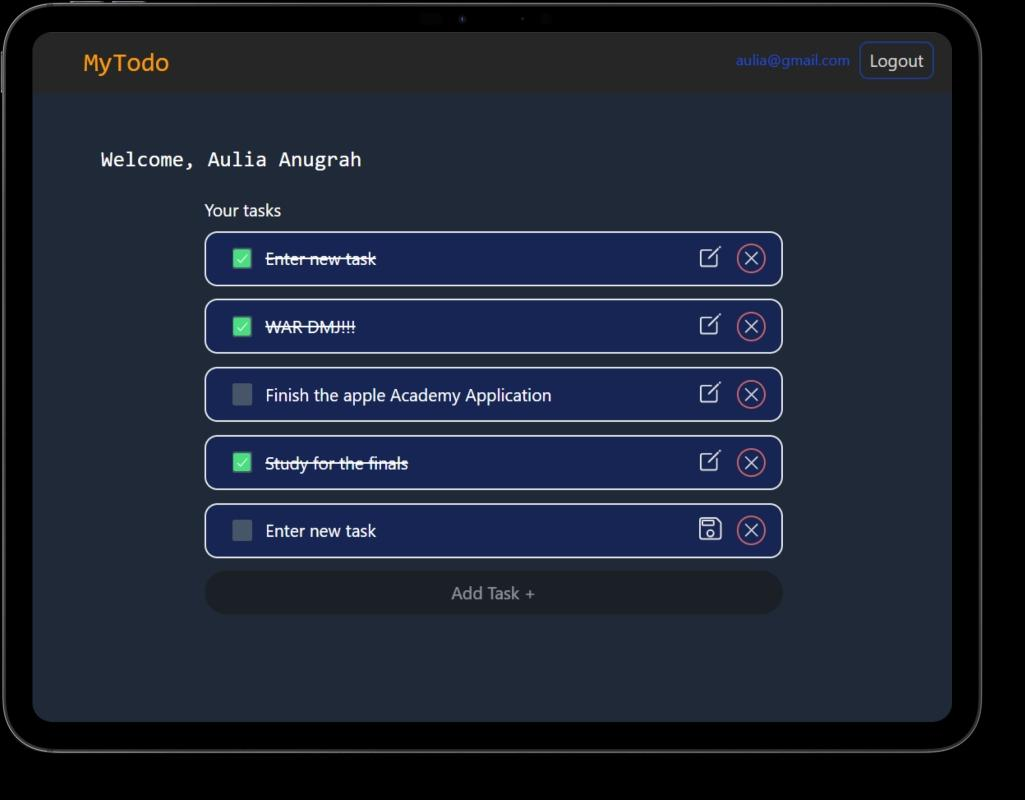 MyTodo
aulia@gmail.com Logout
Welcome, Aulia Anugrah
Your tasks
Enter new task
WAR DMJ!!!
Finish the apple Academy Application
Study for the finals
Enter new task
Add Task +